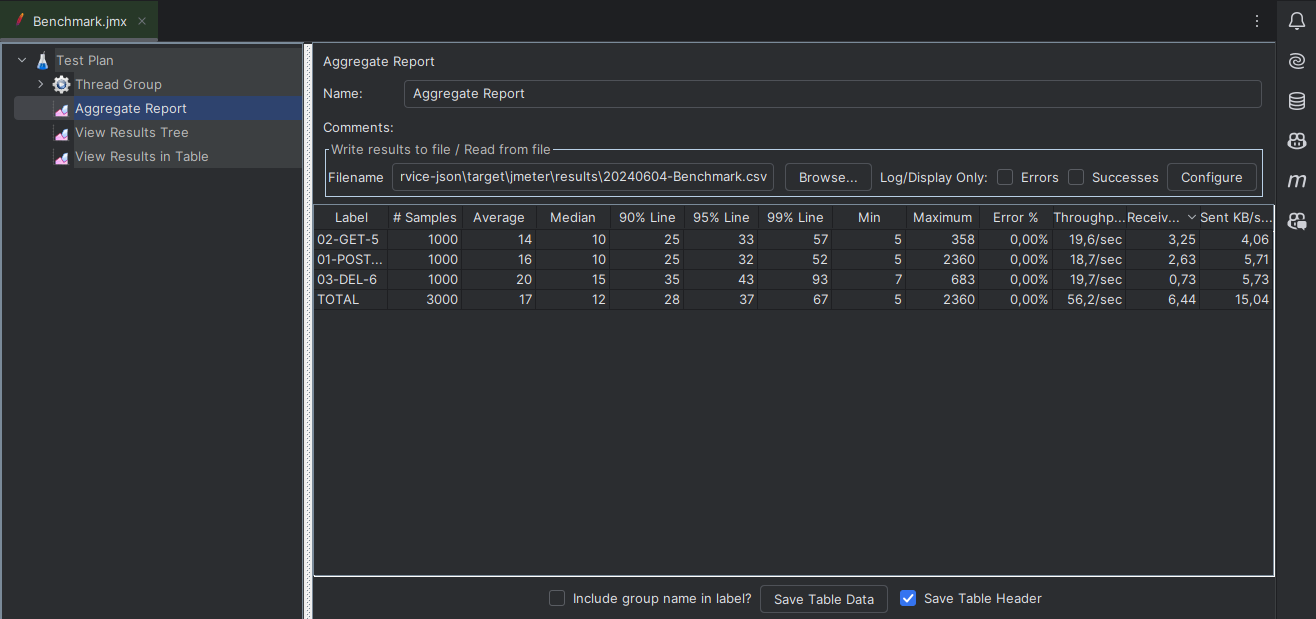 Benchmark.jmx
Test Plan
Thread Group
Aggregate Report
View Results Tree
View Results in Table
Aggregate Report
Name: Aggregate Report
Comments:
Write results to file / Read from file
Filename rvice-json\target\jmeter\results\20240604-Benchmark.csv Browse... Log/Display Only: Errors Successes Configure
Label # Samples Average Median 90% Line 95% Line 99% Line Min Maximum Error % Throughp... Receiv... Sent KB/s...
02-GET-5 1000 14 10 25 33 57 5 358 0,00% 19,6/sec 3,25 4,06
01-POST... 1000 16 10 25 32 52 5 2360 0,00% 18,7/sec 2,63 5,71
03-DEL-6 1000 20 15 35 43 93 7 683 0,00% 19,7/sec 0,73 5,73
TOTAL 3000 17 12 28 37 67 5 2360 0,00% 56,2/sec 6,44 15,04
Include group name in label? Save Table Data Save Table Header
m